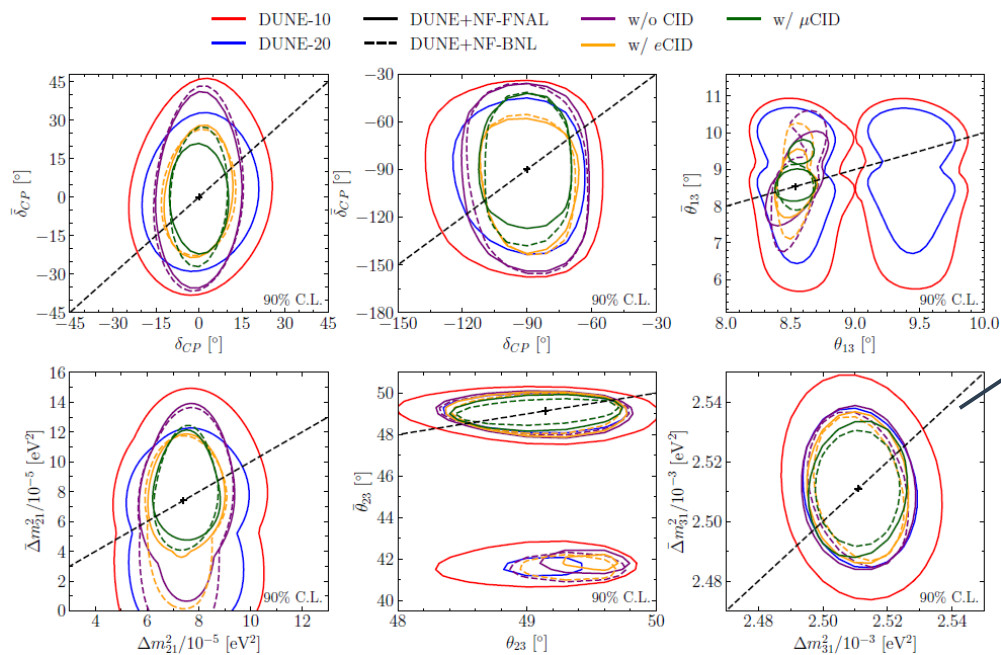 DUNE-10 DUNE+NF-FNAL w/o CID w/ μCID
DUNE-20 DUNE+NF-BNL w/ eCID
45
30
15
0
−15
−30
−45
δ̄_CP [°]
90% C.L.
−45 −30 −15 0 15 30 45
δ_CP [°]
−30
−60
−90
−120
−150
−180
δ̄_CP [°]
90% C.L.
−150 −120 −90 −60 −30
δ_CP [°]
11
10
9
8
7
6
θ̄₁₃ [°]
90% C.L.
8.0 8.5 9.0 9.5 10.0
θ₁₃ [°]
16
14
12
10
8
6
4
2
0
Δ̄m²₂₁/10⁻⁵ [eV²]
90% C.L.
4 6 8 10 12
Δm²₂₁/10⁻⁵ [eV²]
50
48
46
44
42
40
θ̄₂₃ [°]
90% C.L.
48 49 50
θ₂₃ [°]
2.54
2.52
2.50
2.48
Δ̄m²₃₁/10⁻³ [eV²]
90% C.L.
2.48 2.50 2.52 2.54
Δm²₃₁/10⁻³ [eV²]